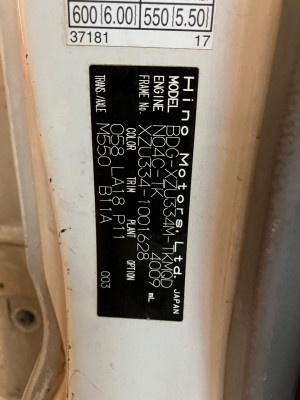 600 (6.00) 550 (5.50)
37181 17
Hino Motors, Ltd. JAPAN
MODEL BDG-XZU334M-TKMQD
ENGINE N04C-TK 4009 mL
FRAME No. XZU334-1001628
COLOR TRIM PLANT OPTION
058 LA18 P11
TRANS/AXLE M550 B11A 003